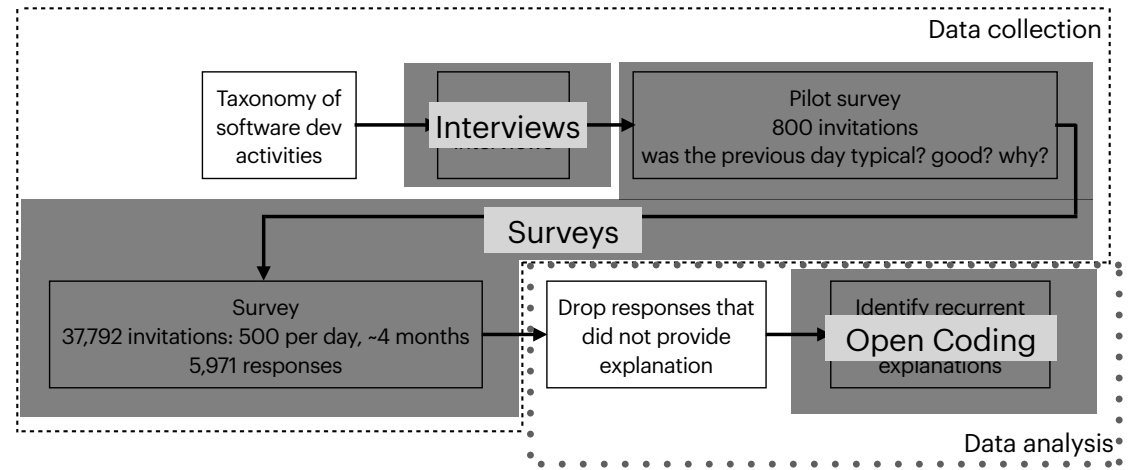 Data collection
Taxonomy of
software dev
activities
Interviews
Pilot survey
800 invitations
was the previous day typical? good? why?
Surveys
Survey
37,792 invitations: 500 per day, ~4 months
5,971 responses
Drop responses that
did not provide
explanation
Identify recurrent
Open Coding
explanations
Data analysis